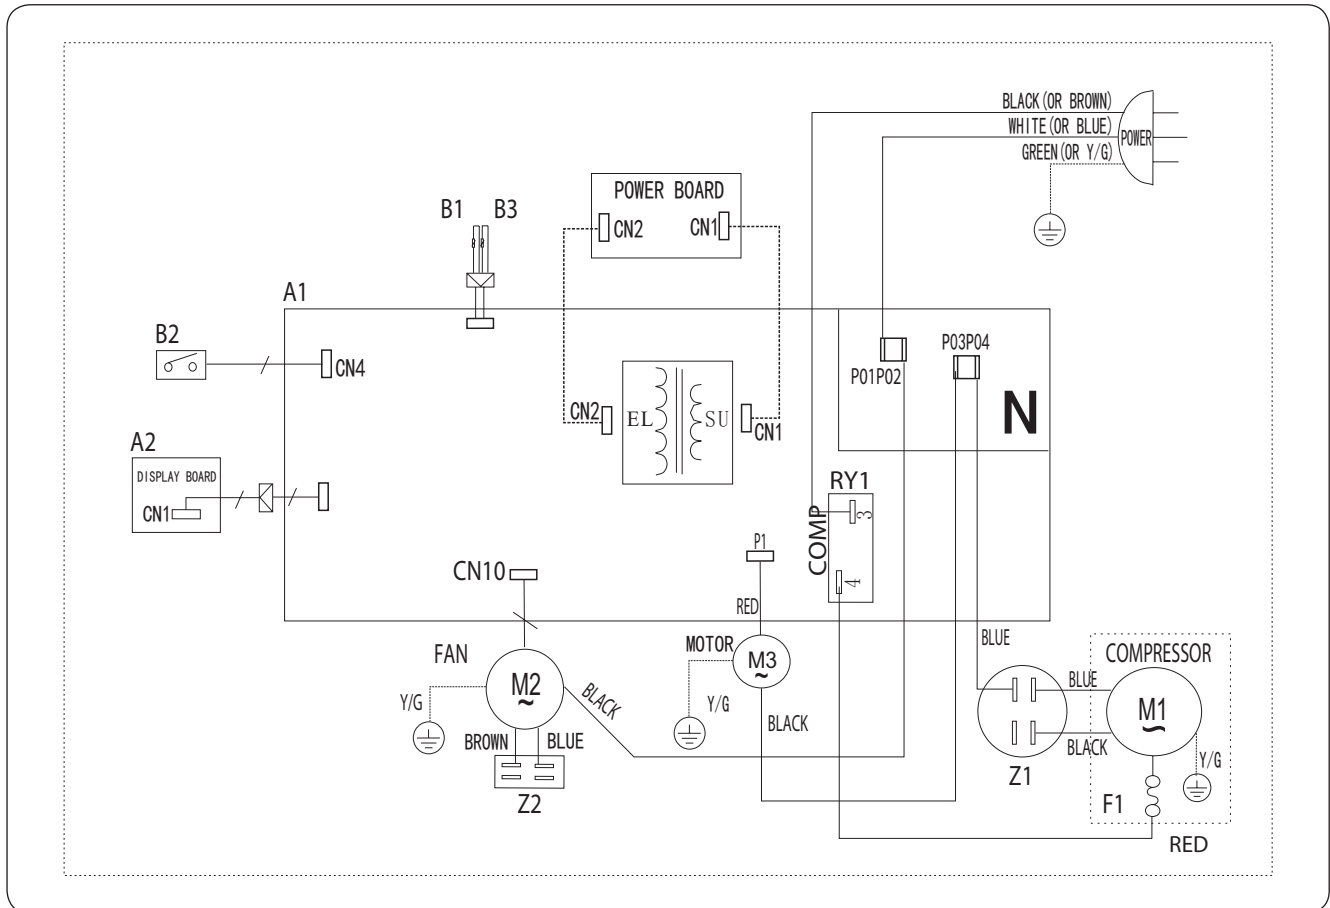 BLACK(OR BROWN)
WHITE(OR BLUE)
POWER
GREEN(OR Y/G)
POWER BOARD
B1 B3
CN2 CN1
A1
B2
P03P04
CN4
P01P02
N
CN2 EL SU CN1
A2
DISPLAY BOARD
CN1
RY1
COMP
3
4
P1
CN10
RED
BLUE
FAN
MOTOR
M3
~
COMPRESSOR
M2
~
BLACK
Y/G
Y/G
BLACK
BLUE
M1
~
BLACK
Y/G
BROWN BLUE
Z1
Z2
F1
RED